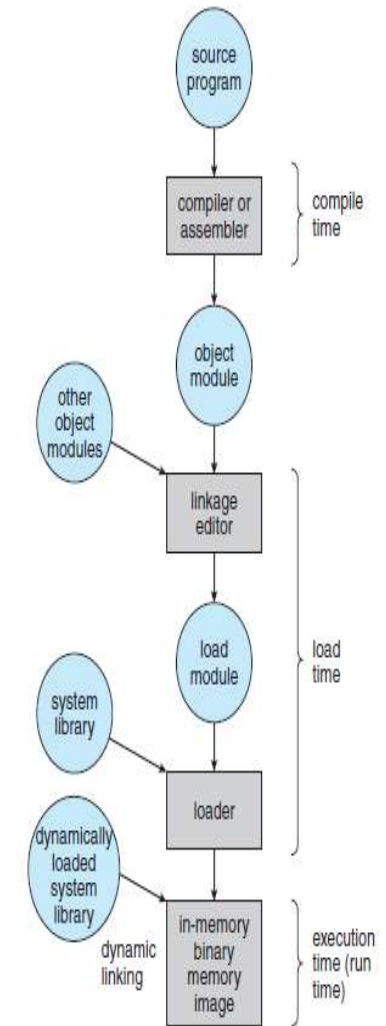 source
program
compiler or
assembler
compile
time
object
module
other
object
modules
linkage
editor
load
module
load
time
system
library
loader
dynamically
loaded
system
library
dynamic
linking
in-memory
binary
memory
image
execution
time (run
time)